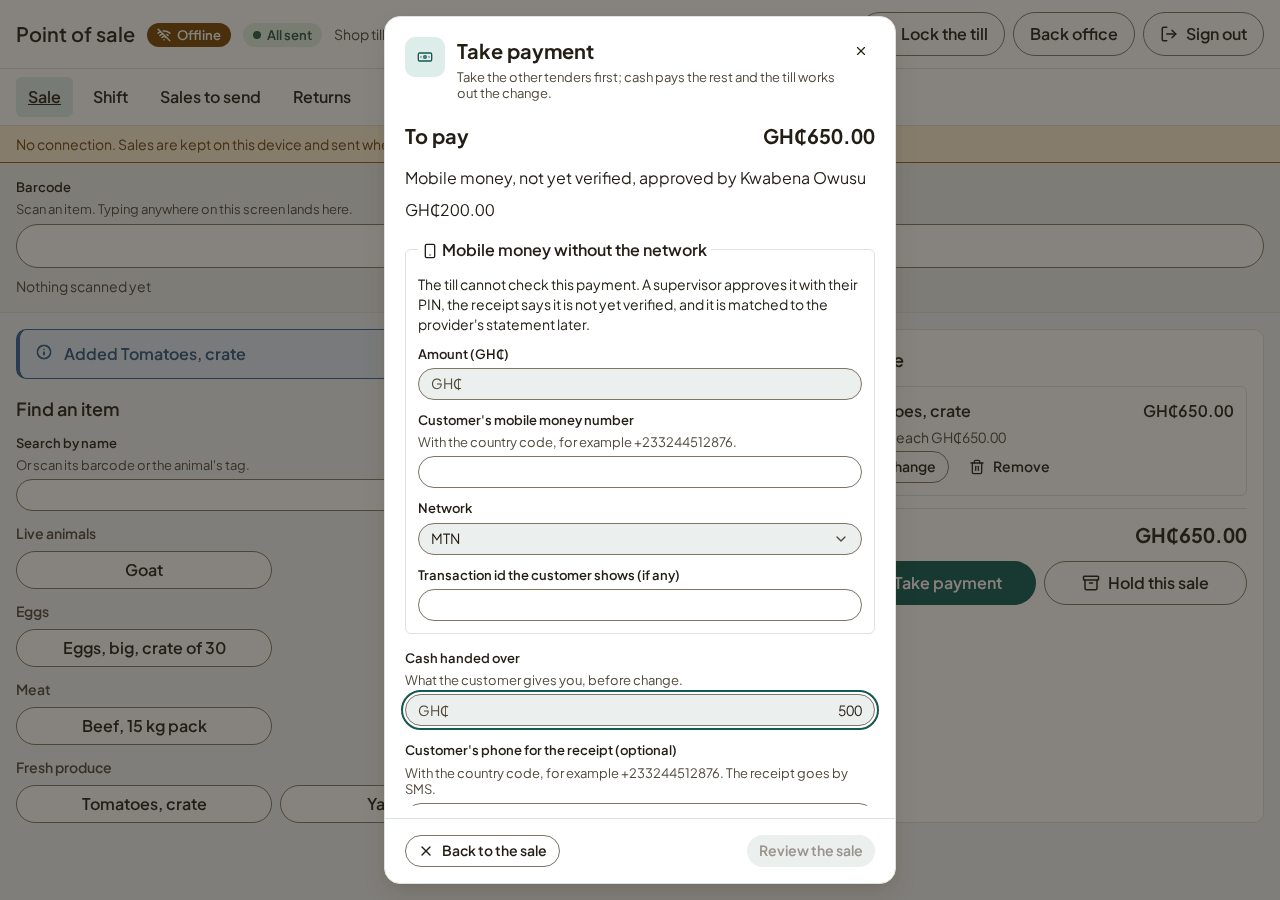 Point of sale
Offline
All sent
Shop till
Lock the till
Back office
Sign out
Sale
Shift
Sales to send
Returns
No connection. Sales are kept on this device and sent
Barcode
Scan an item. Typing anywhere on this screen lands here.
Nothing scanned yet
Added Tomatoes, crate
Find an item
Search by name
Or scan its barcode or the animal's tag.
Live animals
Goat
Eggs
Eggs, big, crate of 30
Meat
Beef, 15 kg pack
Fresh produce
Tomatoes, crate
Take payment
Take the other tenders first; cash pays the rest and the till works
out the change.
To pay
GH₵650.00
Mobile money, not yet verified, approved by Kwabena Owusu
GH₵200.00
Mobile money without the network
The till cannot check this payment. A supervisor approves it with their
PIN, the receipt says it is not yet verified, and it is matched to the
provider's statement later.
Amount (GH₵)
GH₵
Customer's mobile money number
With the country code, for example +233244512876.
Network
MTN
Transaction id the customer shows (if any)
Cash handed over
What the customer gives you, before change.
GH₵ 500
Customer's phone for the receipt (optional)
With the country code, for example +233244512876. The receipt goes by
SMS.
Back to the sale
Review the sale
crate
GH₵650.00
each GH₵650.00
Remove
GH₵650.00
Take payment
Hold this sale